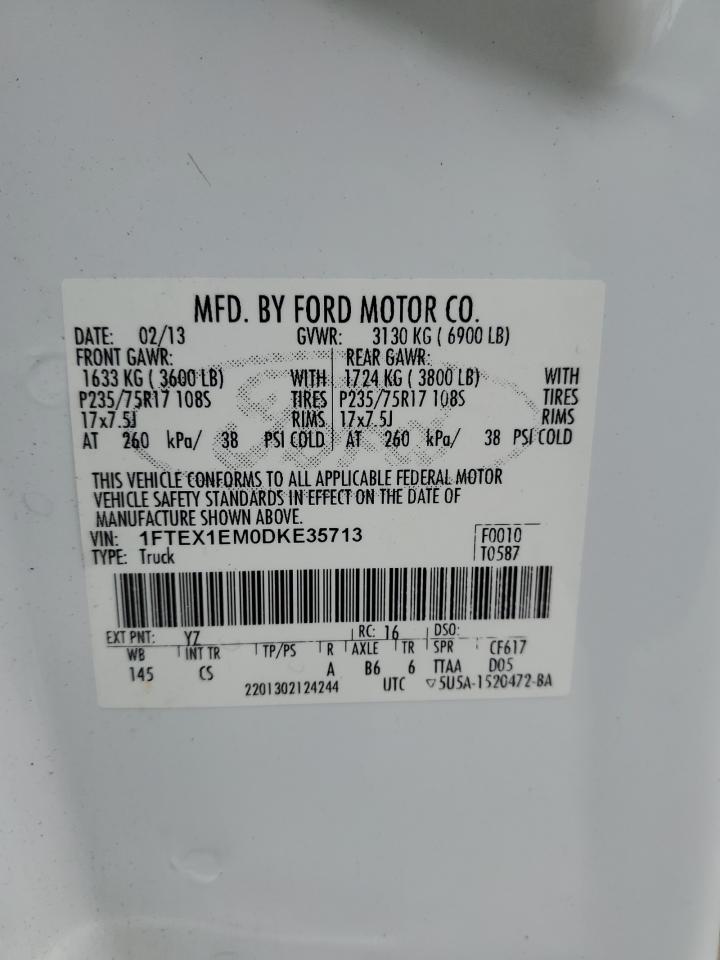 MFD. BY FORD MOTOR CO.
DATE: 02/13 GVWR: 3130 KG ( 6900 LB)
FRONT GAWR: REAR GAWR:
1633 KG ( 3600 LB) WITH 1724 KG ( 3800 LB) WITH
P235/75R17 108S TIRES P235/75R17 108S TIRES
17x7.5J RIMS 17x7.5J RIMS
AT 260 kPa/ 38 PSI COLD AT 260 kPa/ 38 PSI COLD
THIS VEHICLE CONFORMS TO ALL APPLICABLE FEDERAL MOTOR
VEHICLE SAFETY STANDARDS IN EFFECT ON THE DATE OF
MANUFACTURE SHOWN ABOVE.
VIN: 1FTEX1EM0DKE35713 F0010
TYPE: Truck T0587
EXT PNT: YZ RC: 16 DSO:
WB INT TR TP/PS R AXLE TR SPR CF617
145 CS A B6 6 TTAA D05
2201302124244 UTC ▽5U5A-1520472-BA